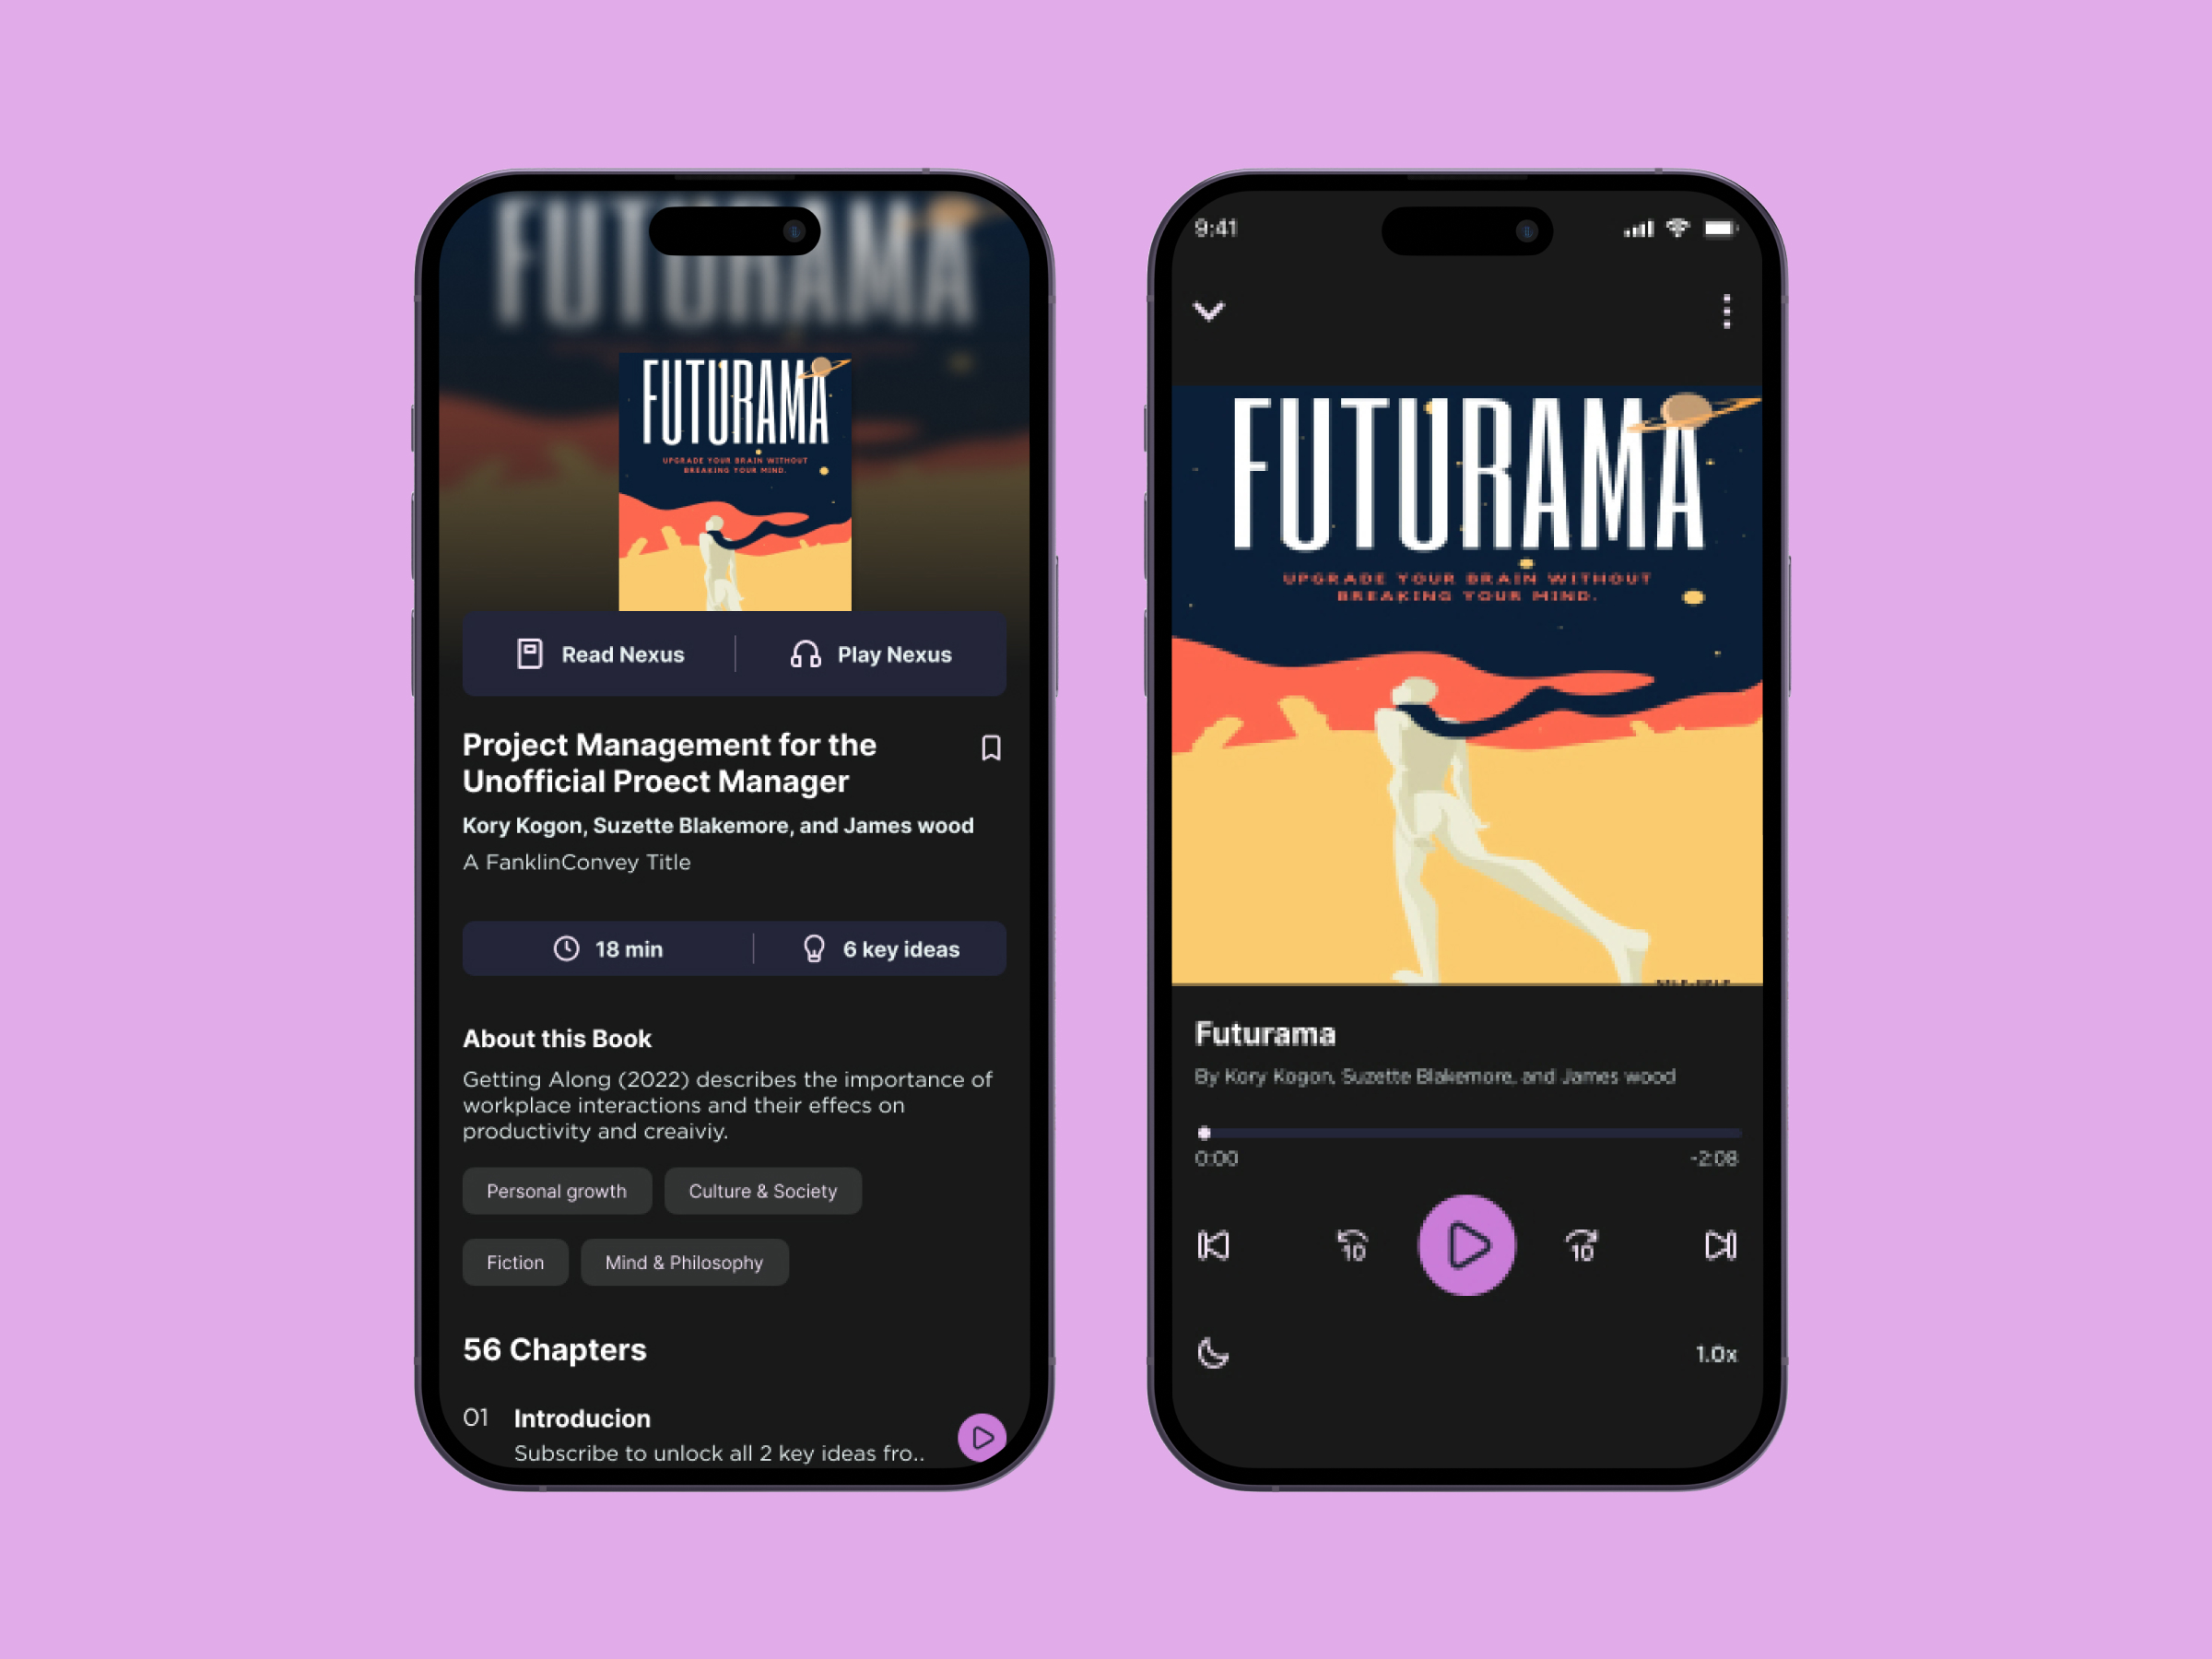 FUTURAMA
FUTURAMA
UPGRADE YOUR BRAIN WITHOUT
BREAKING YOUR MIND.
Read Nexus
Play Nexus
Project Management for the
Unofficial Proect Manager
Kory Kogon, Suzette Blakemore, and James wood
A FanklinConvey Title
18 min
6 key ideas
About this Book
Getting Along (2022) describes the importance of
workplace interactions and their effecs on
productivity and creaiviy.
Personal growth
Culture & Society
Fiction
Mind & Philosophy
56 Chapters
01 Introducion
Subscribe to unlock all 2 key ideas fro..
9:41
FUTURAMA
UPGRADE YOUR BRAIN WITHOUT
BREAKING YOUR MIND.
Futurama
By Kory Kogon, Suzette Blakemore, and James wood
0:00
-2:08
10
10
1.0x